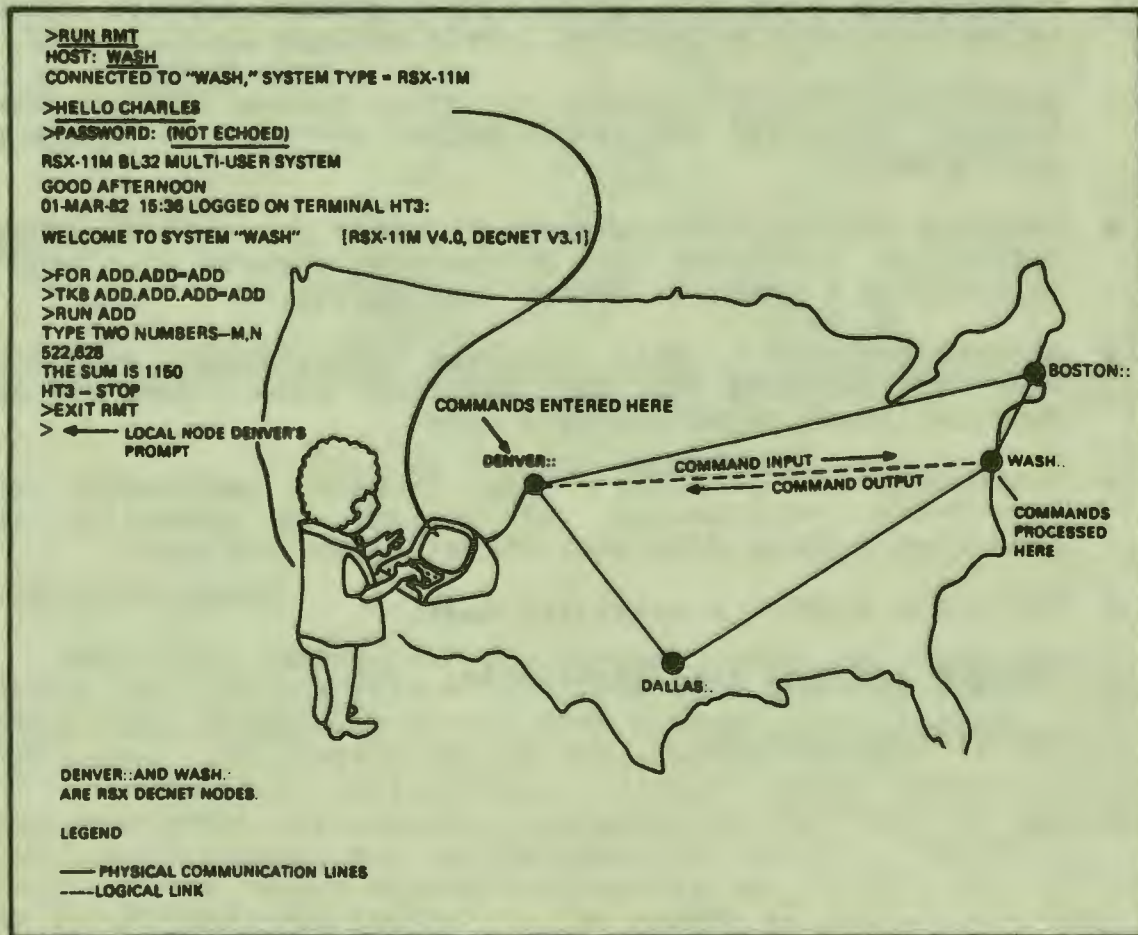 >RUN RMT
HOST: WASH
CONNECTED TO "WASH," SYSTEM TYPE = RSX-11M
>HELLO CHARLES
>PASSWORD: (NOT ECHOED)
RSX-11M BL32 MULTI-USER SYSTEM
GOOD AFTERNOON
01-MAR-82 15:36 LOGGED ON TERMINAL HT3:
WELCOME TO SYSTEM "WASH" [RSX-11M V4.0, DECNET V3.1]
>FOR ADD.ADD=ADD
>TKB ADD.ADD.ADD=ADD
>RUN ADD
TYPE TWO NUMBERS—M,N
522,628
THE SUM IS 1150
HT3 – STOP
>EXIT RMT
> LOCAL NODE DENVER'S
PROMPT
COMMANDS ENTERED HERE
DENVER::
BOSTON::
COMMAND INPUT
COMMAND OUTPUT
WASH..
COMMANDS
PROCESSED
HERE
DALLAS:.
DENVER::AND WASH.·
ARE RSX DECNET NODES.
LEGEND
PHYSICAL COMMUNICATION LINES
LOGICAL LINK